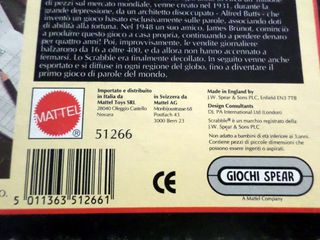 di pezzi sul mercato mondiale, venne creato nel 1931, durante la
grande depressione, da un architetto disoccupato - Alfred Butts - che
inventò un gioco basato esclusivamente sulle parole, associando doti
di abilità alla fortuna. Nel 1948 un suo amico, James Brunot, cominciò
a produrre questo gioco a casa propria, continuando a perdere denaro
per quattro anni! Poi, improvvisamente, le vendite giornaliere
balzarono da 16 a oltre 400, e da allora non hanno accennato a
fermarsi. Lo Scrabble era finalmente decollato. In seguito venne anche
esportato e si diffuse in ogni regione del globo, fino a diventare il
primo gioco di parole del mondo.
MATTEL
Importato e distribuito
in Italia da
Mattel Toys SRL
28040 Oleggio Castello
Novara
in Svizzera da
Mattel AG
Monbijoustrasse 68
Postfach 43
3000 Bern 23
Made in England by
J.W. Spear & Sons PLC, Enfield EN3 7TB
Design Consultants
DL PA International Ltd (London)
Scrabble® è un marchio registrato della
J.W. Spear & Sons PLC
Non adatto a bambini di età inferiore ai 3 anni.
Contiene pezzi di piccole dimensioni che
possono essere ingeriti o aspirati.
51266
5 011363 512661
CE
GIOCHI SPEAR
A Mattel Company